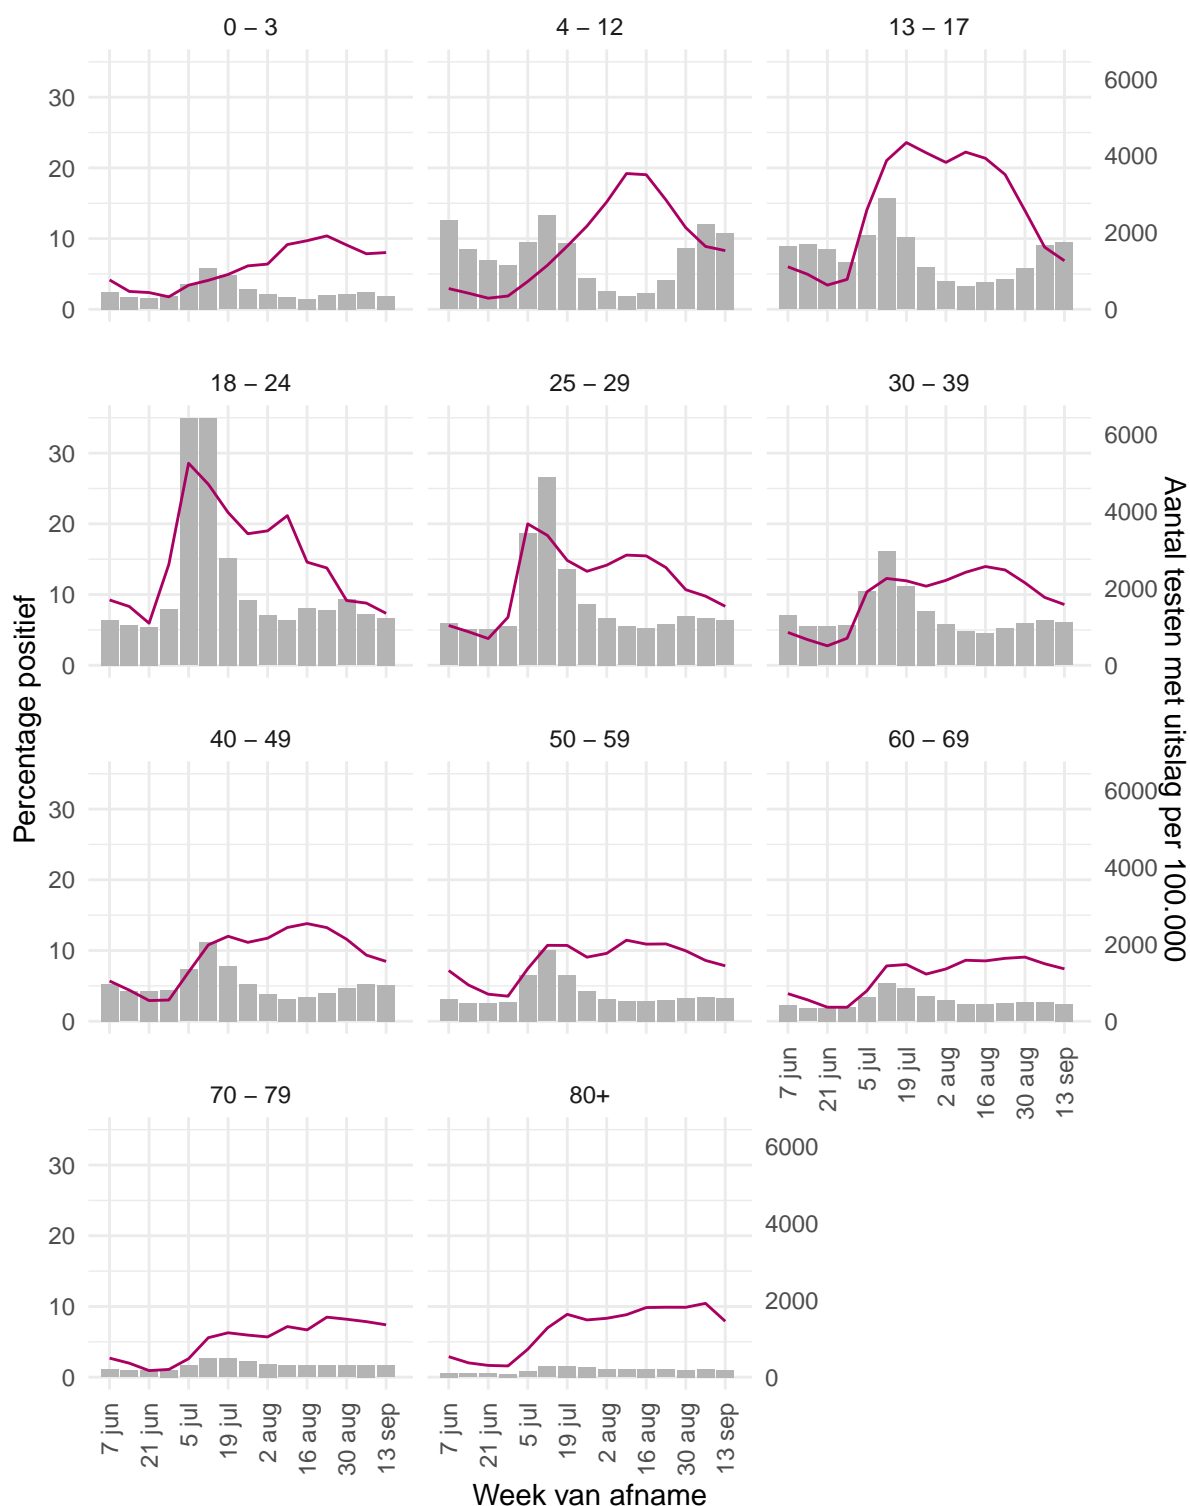 0 – 3
4 – 12
13 – 17
30
20
10
0
6000
4000
2000
0
18 – 24
25 – 29
30 – 39
30
20
10
0
6000
4000
2000
0
40 – 49
50 – 59
60 – 69
30
20
10
0
6000
4000
2000
0
7 jun
21 jun
5 jul
19 jul
2 aug
16 aug
30 aug
13 sep
70 – 79
80+
30
20
10
0
6000
4000
2000
0
7 jun
21 jun
5 jul
19 jul
2 aug
16 aug
30 aug
13 sep
7 jun
21 jun
5 jul
19 jul
2 aug
16 aug
30 aug
13 sep
Week van afname
Percentage positief
Aantal testen met uitslag per 100.000